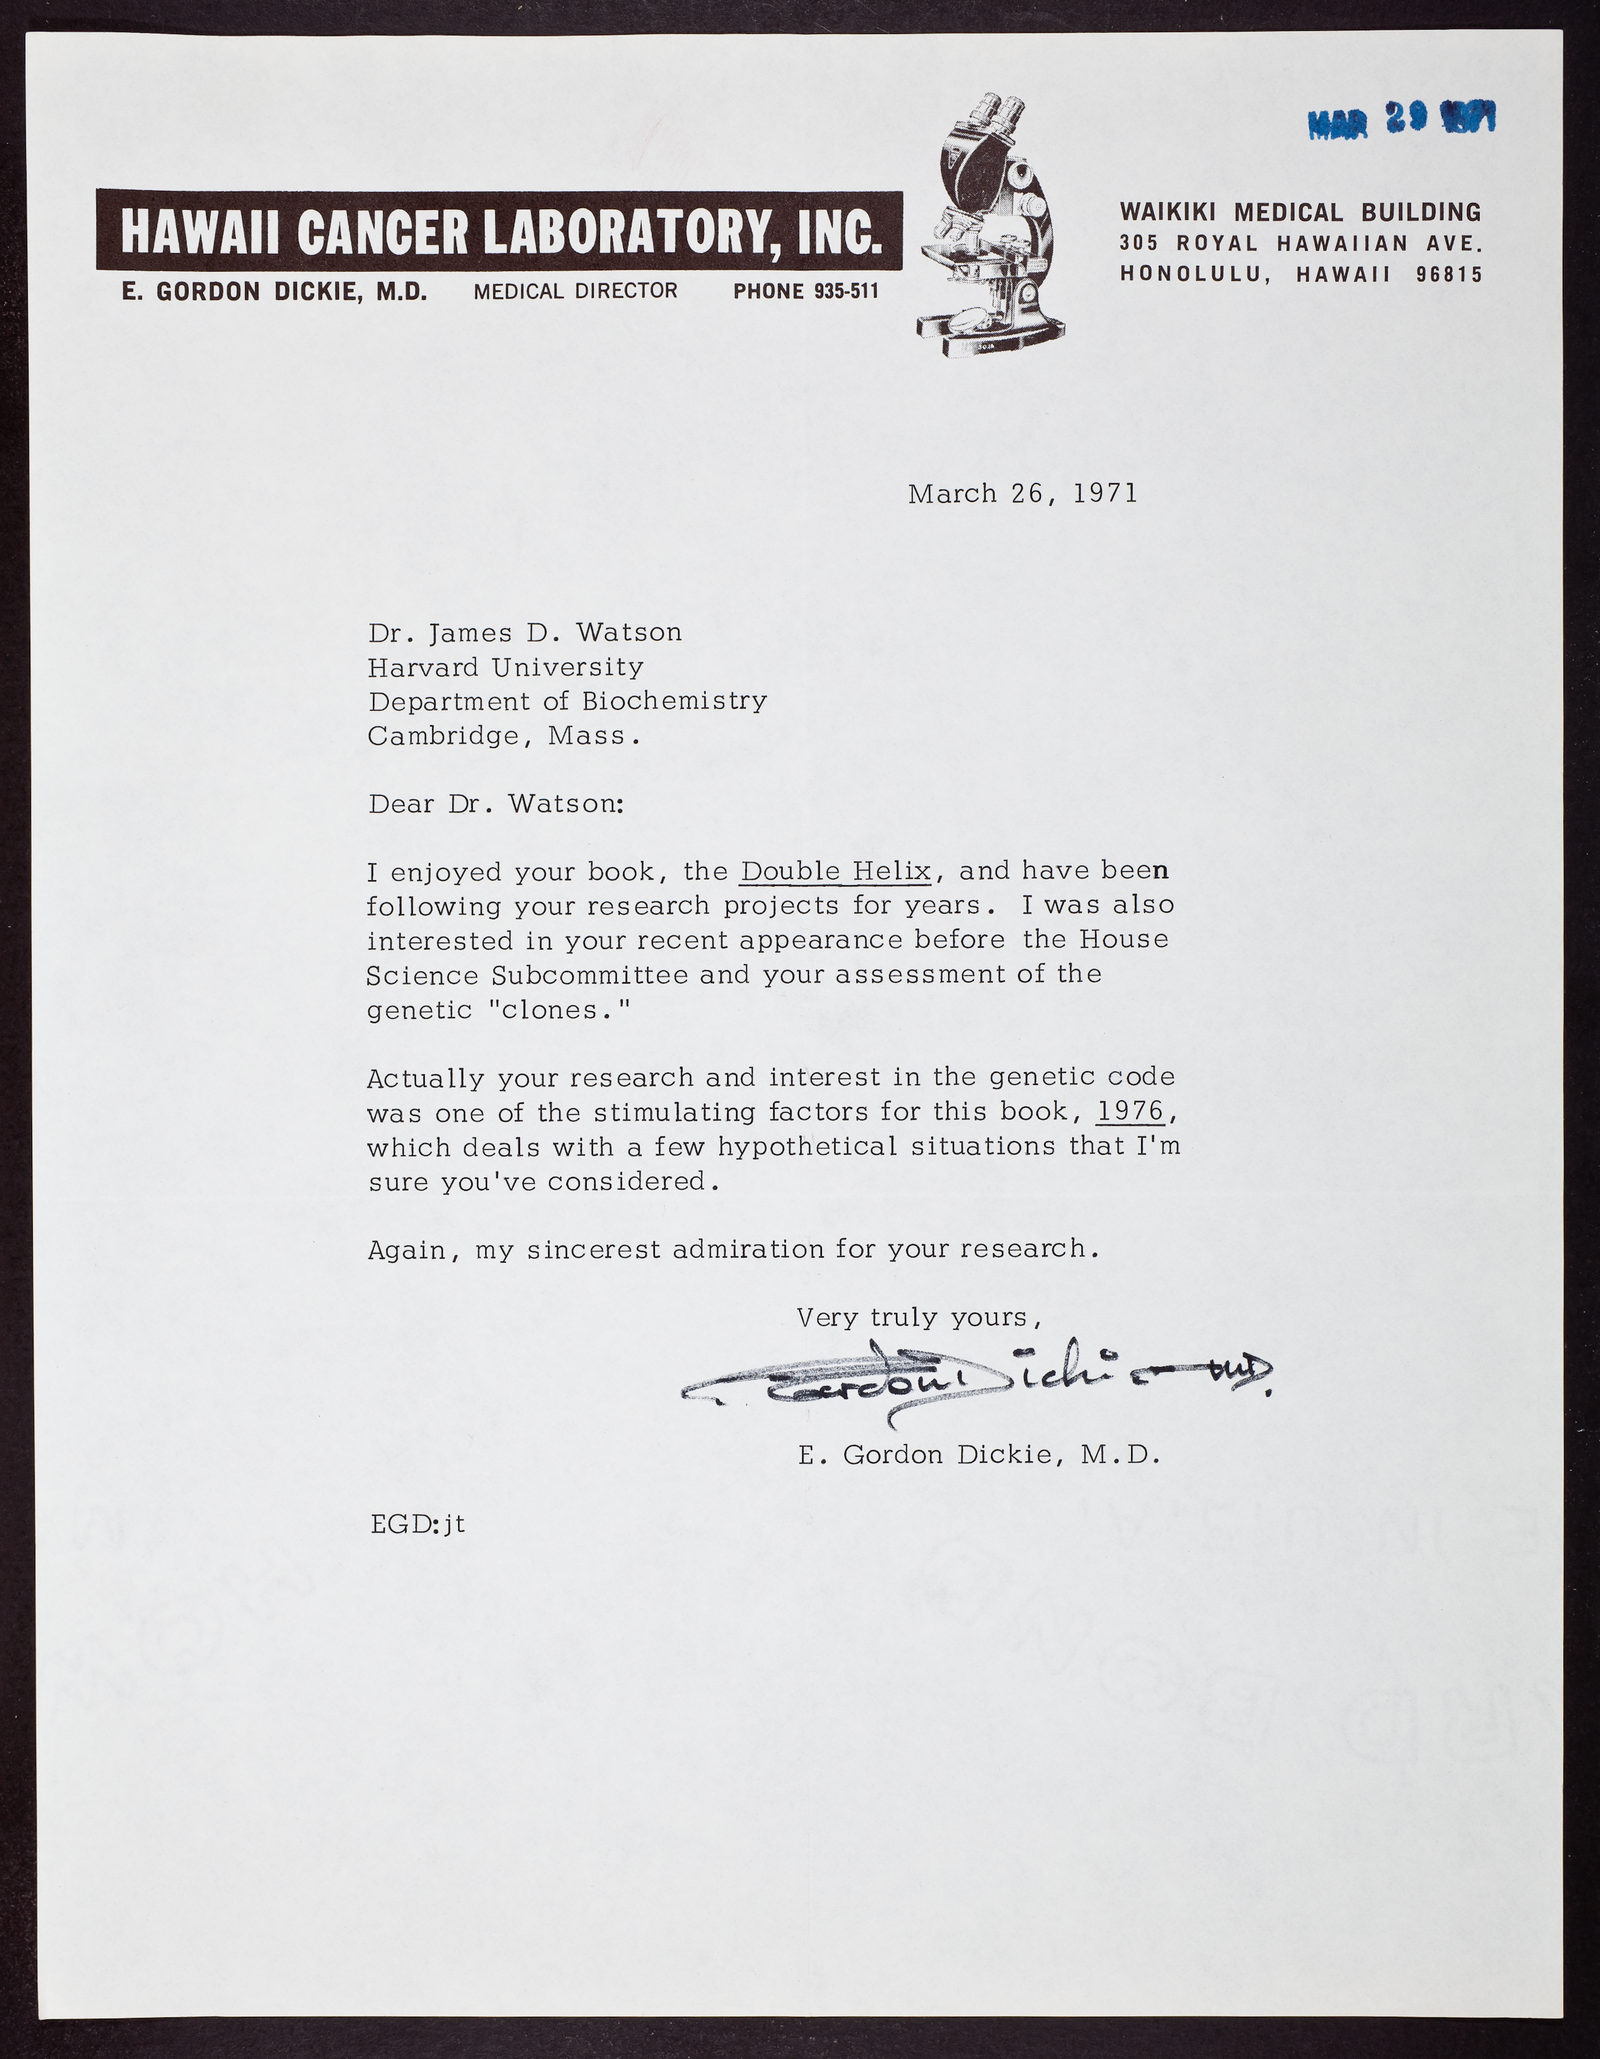 MAR 29 1971
HAWAII CANCER LABORATORY, INC.
E. GORDON DICKIE, M.D. MEDICAL DIRECTOR PHONE 935-511
WAIKIKI MEDICAL BUILDING
305 ROYAL HAWAIIAN AVE.
HONOLULU, HAWAII 96815
March 26, 1971
Dr. James D. Watson
Harvard University
Department of Biochemistry
Cambridge, Mass.
Dear Dr. Watson:
I enjoyed your book, the Double Helix, and have been
following your research projects for years. I was also
interested in your recent appearance before the House
Science Subcommittee and your assessment of the
genetic "clones."
Actually your research and interest in the genetic code
was one of the stimulating factors for this book, 1976,
which deals with a few hypothetical situations that I'm
sure you've considered.
Again, my sincerest admiration for your research.
Very truly yours,
Gordon Dickie MD.
E. Gordon Dickie, M.D.
EGD:jt